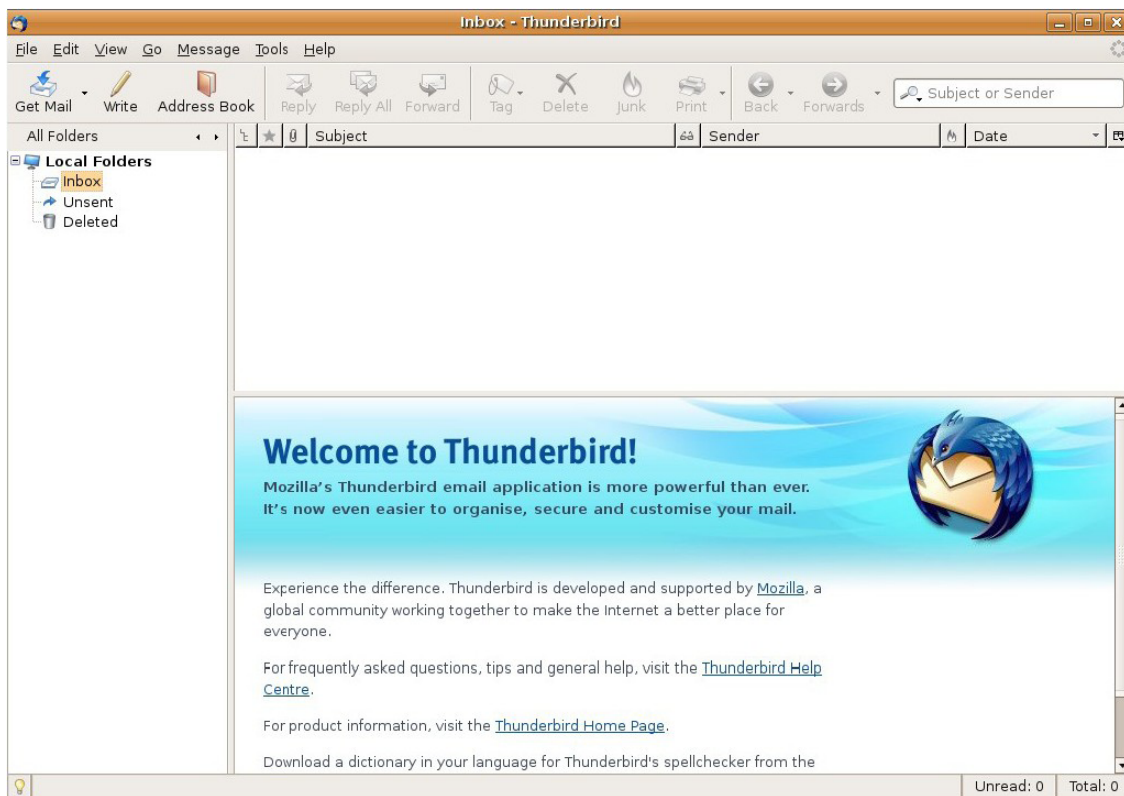 Inbox - Thunderbird
File Edit View Go Message Tools Help
Get Mail Write Address Book Reply Reply All Forward Tag Delete Junk Print Back Forwards Subject or Sender
All Folders Subject Sender Date
Local Folders
Inbox
Unsent
Deleted
Welcome to Thunderbird!
Mozilla's Thunderbird email application is more powerful than ever.
It's now even easier to organise, secure and customise your mail.
Experience the difference. Thunderbird is developed and supported by Mozilla, a
global community working together to make the Internet a better place for
everyone.
For frequently asked questions, tips and general help, visit the Thunderbird Help
Centre.
For product information, visit the Thunderbird Home Page.
Download a dictionary in your language for Thunderbird's spellchecker from the
Unread: 0 Total: 0